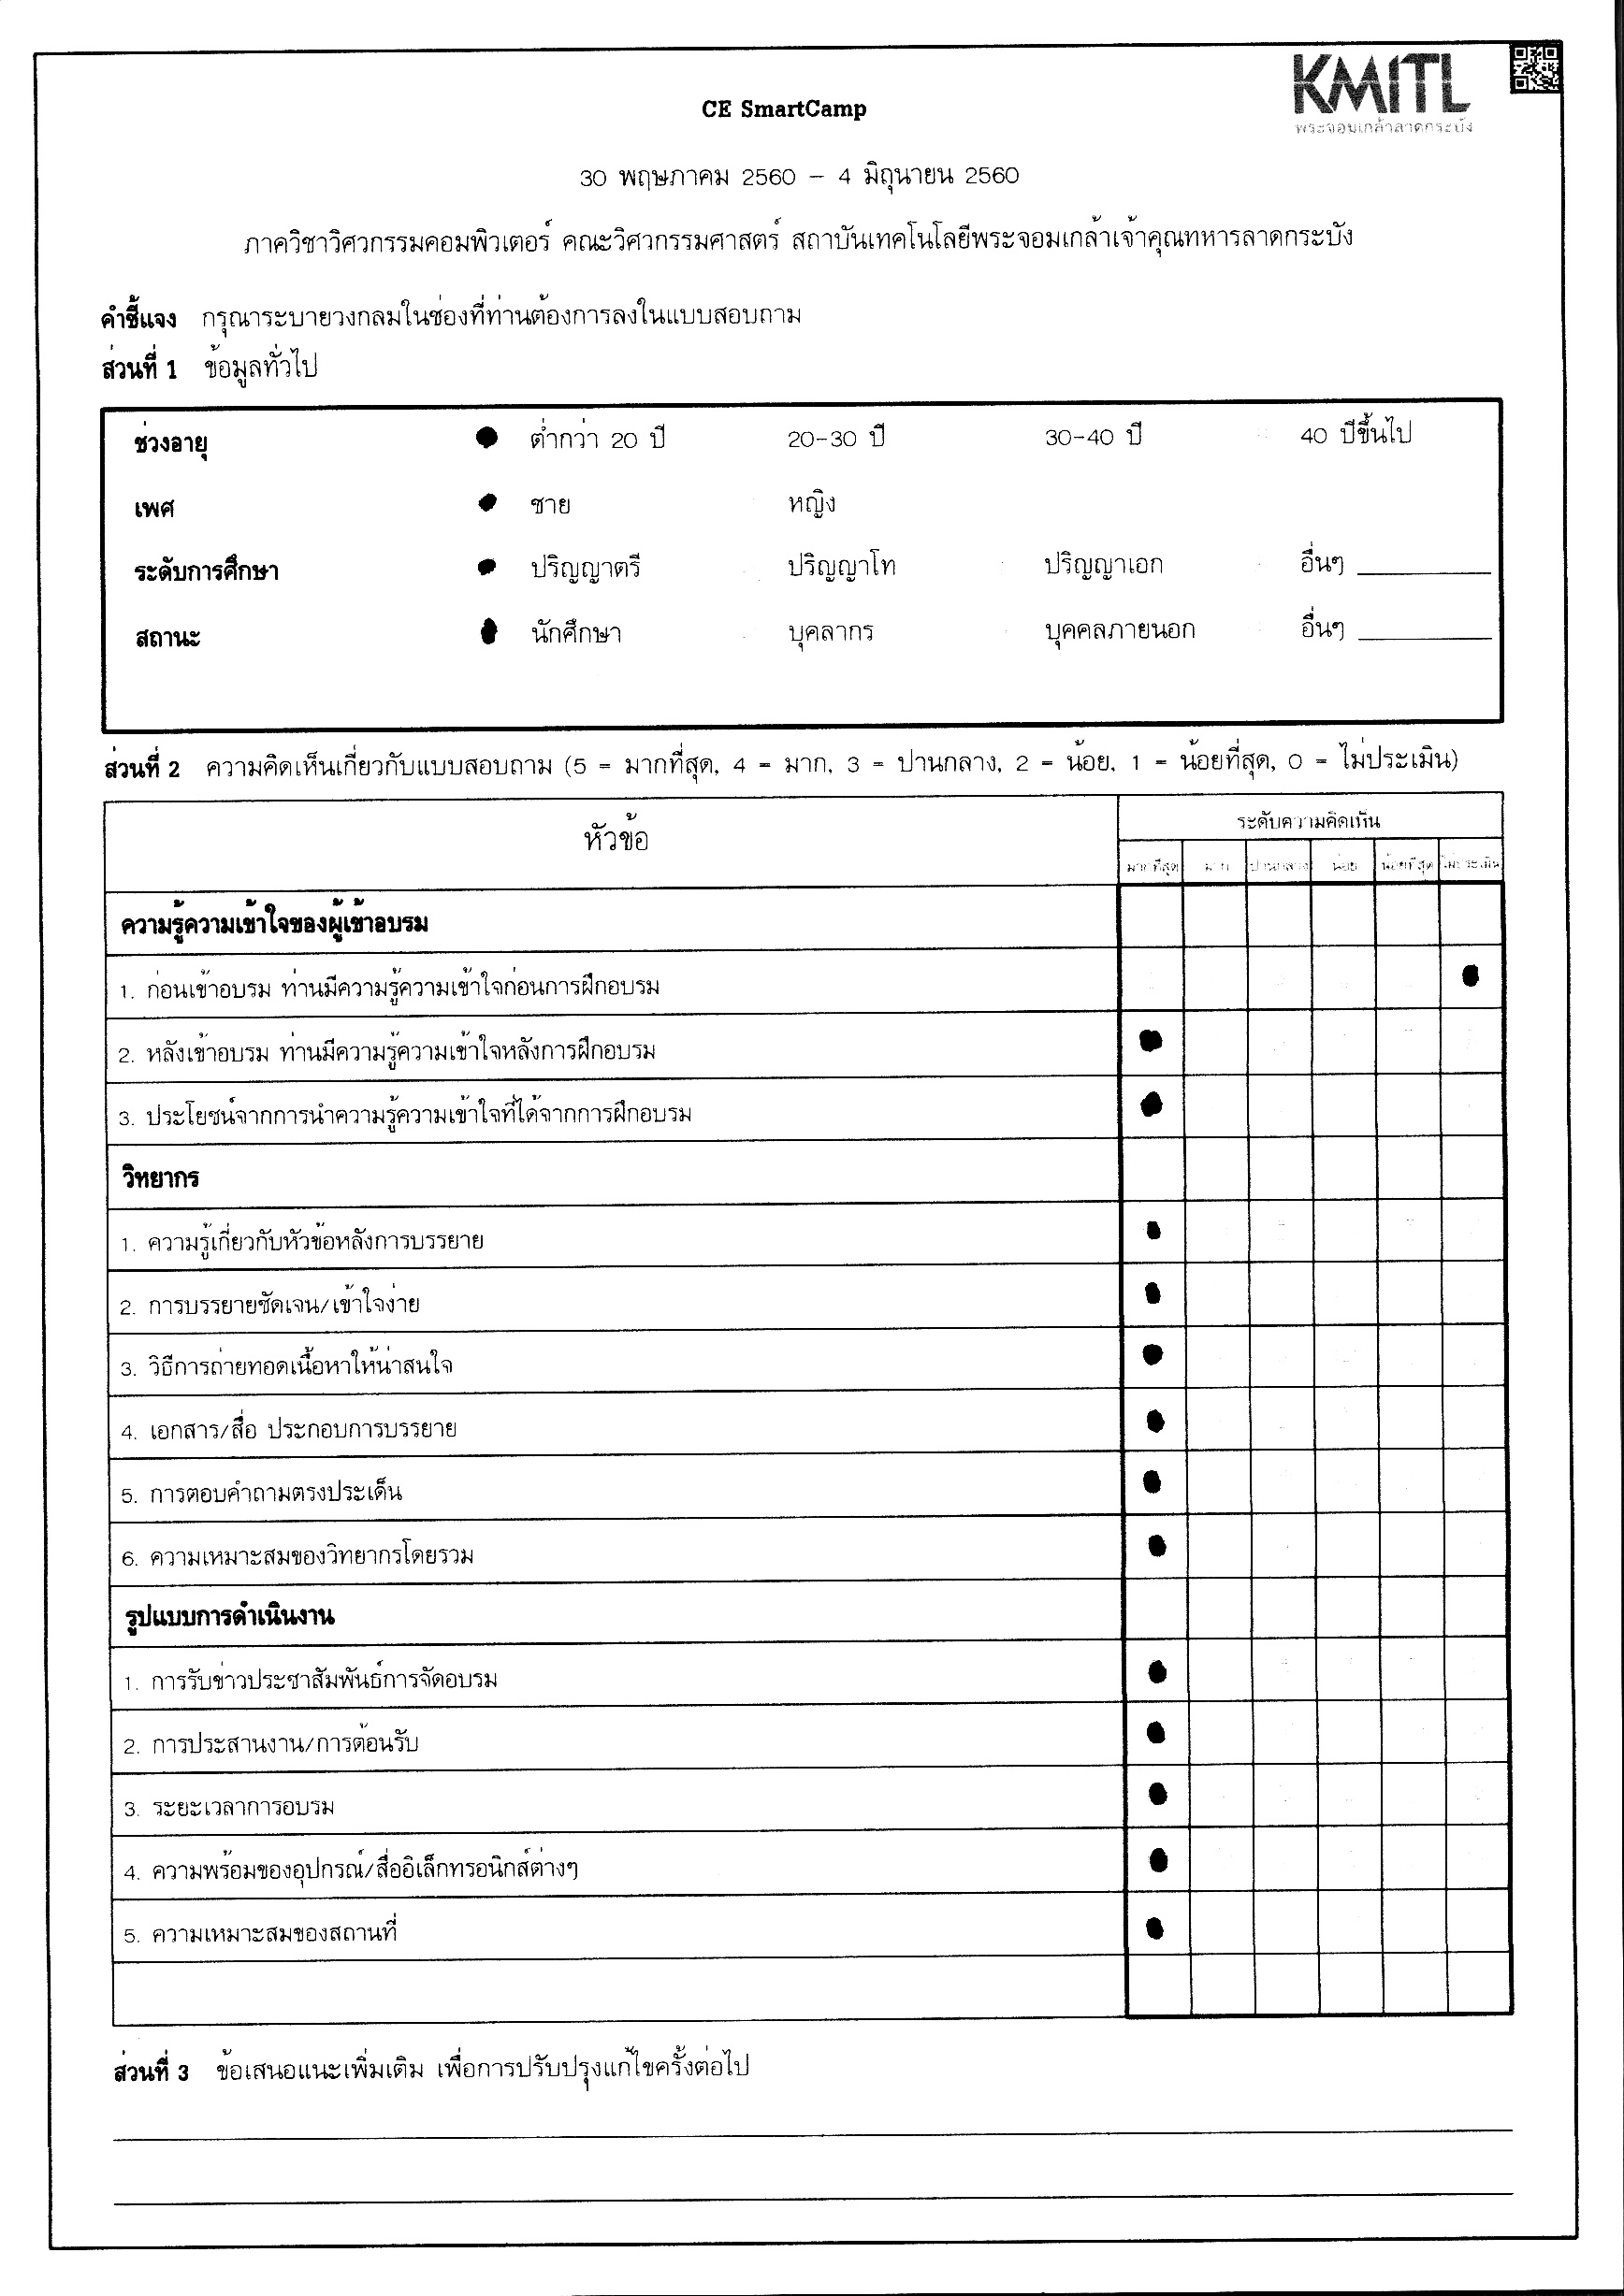 KMITL
พระจอมเกล้าลาดกระบัง
CE SmartCamp
30 พฤษภาคม 2560 – 4 มิถุนายน 2560
ภาควิชาวิศวกรรมคอมพิวเตอร์ คณะวิศวกรรมศาสตร์ สถาบันเทคโนโลยีพระจอมเกล้าเจ้าคุณทหารลาดกระบัง
คำชี้แจง กรุณาระบายวงกลมในช่องที่ท่านต้องการลงในแบบสอบถาม
ส่วนที่ 1 ข้อมูลทั่วไป
ช่วงอายุ ต่ำกว่า 20 ปี 20-30 ปี 30-40 ปี 40 ปีขึ้นไป
เพศ ชาย หญิง
ระดับการศึกษา ปริญญาตรี ปริญญาโท ปริญญาเอก อื่นๆ
สถานะ นักศึกษา บุคลากร บุคคลภายนอก อื่นๆ
ส่วนที่ 2 ความคิดเห็นเกี่ยวกับแบบสอบถาม (5 = มากที่สุด, 4 = มาก, 3 = ปานกลาง, 2 = น้อย, 1 = น้อยที่สุด, 0 = ไม่ประเมิน)
หัวข้อ ระดับความคิดเห็น
มากที่สุด มาก ปานกลาง น้อย น้อยที่สุด ไม่ประเมิน
ความรู้ความเข้าใจของผู้เข้าอบรม
1. ก่อนเข้าอบรม ท่านมีความรู้ความเข้าใจก่อนการฝึกอบรม
2. หลังเข้าอบรม ท่านมีความรู้ความเข้าใจหลังการฝึกอบรม
3. ประโยชน์จากการนำความรู้ความเข้าใจที่ได้จากการฝึกอบรม
วิทยากร
1. ความรู้เกี่ยวกับหัวข้อหลังการบรรยาย
2. การบรรยายชัดเจน/เข้าใจง่าย
3. วิธีการถ่ายทอดเนื้อหาให้น่าสนใจ
4. เอกสาร/สื่อ ประกอบการบรรยาย
5. การตอบคำถามตรงประเด็น
6. ความเหมาะสมของวิทยากรโดยรวม
รูปแบบการดำเนินงาน
1. การรับข่าวประชาสัมพันธ์การจัดอบรม
2. การประสานงาน/การต้อนรับ
3. ระยะเวลาการอบรม
4. ความพร้อมของอุปกรณ์/สื่ออิเล็กทรอนิกส์ต่างๆ
5. ความเหมาะสมของสถานที่
ส่วนที่ 3 ข้อเสนอแนะเพิ่มเติม เพื่อการปรับปรุงแก้ไขครั้งต่อไป